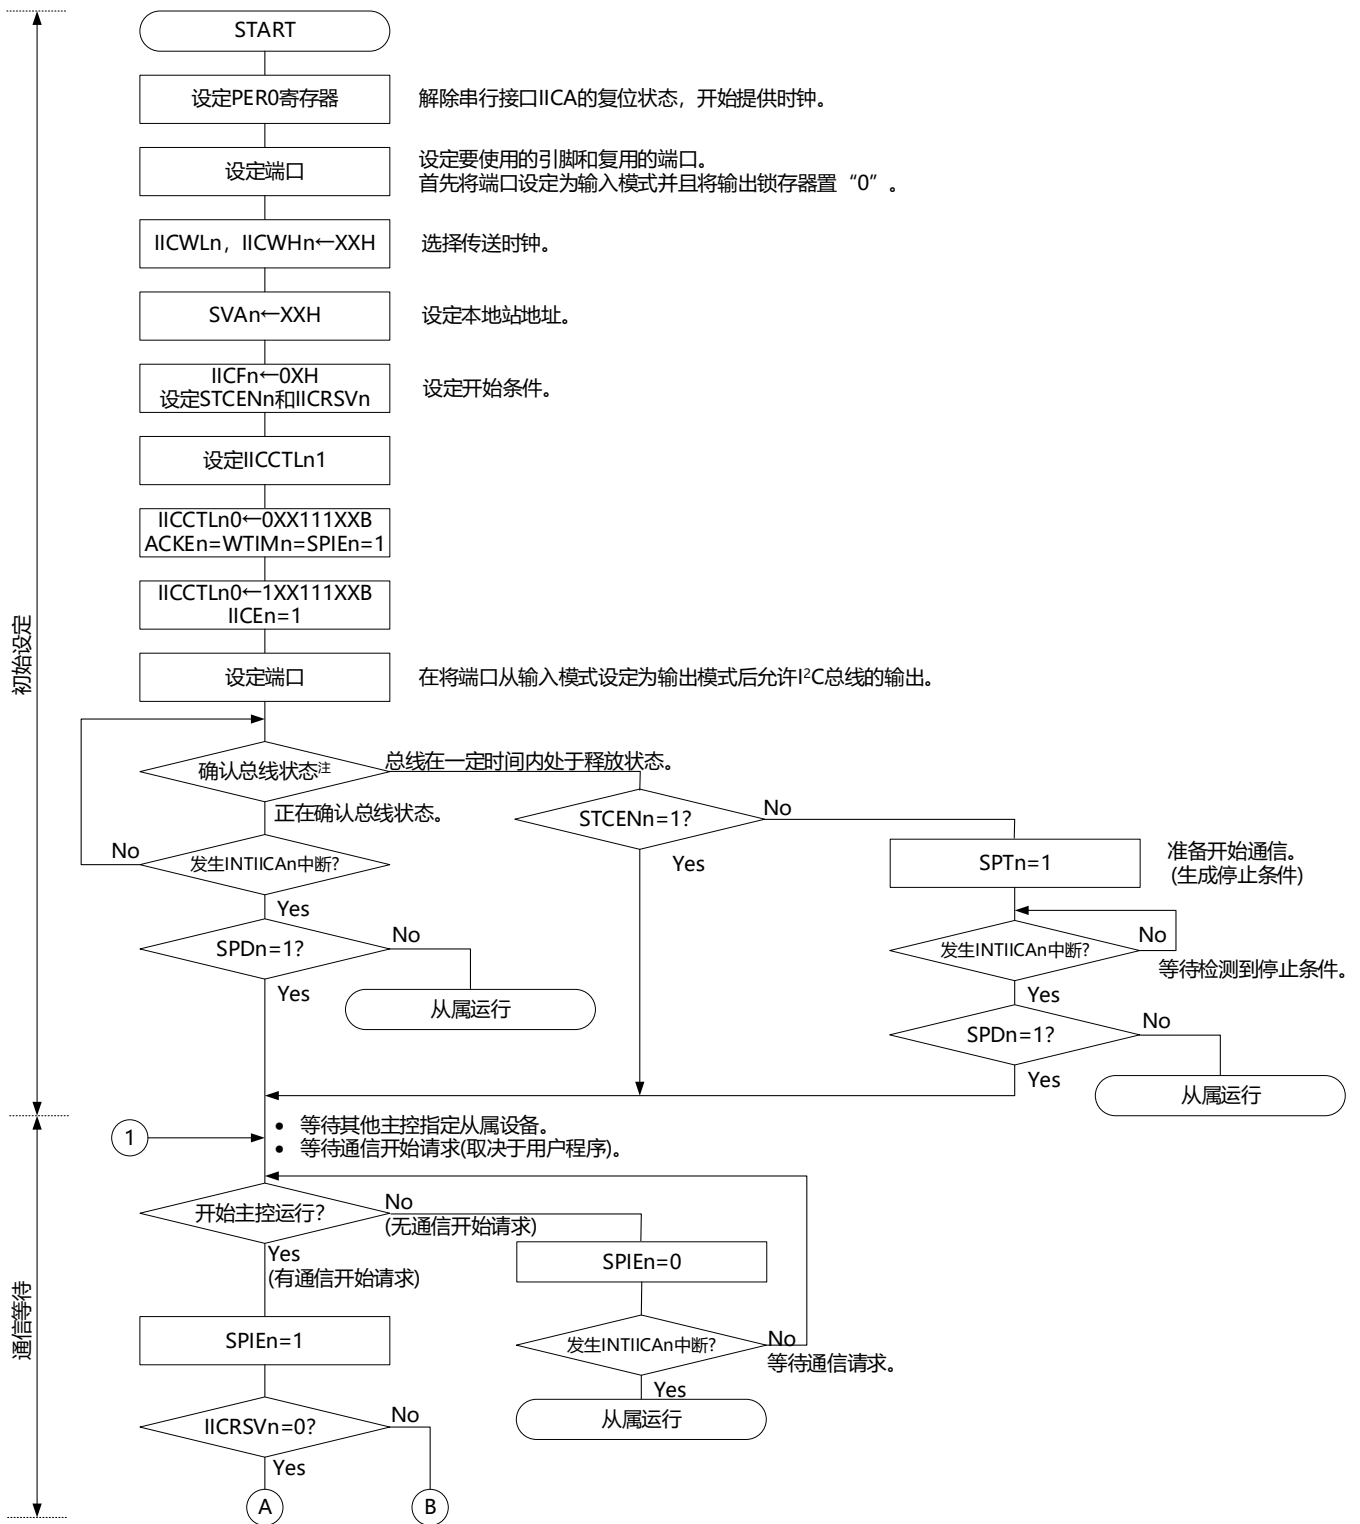 START
设定PER0寄存器
解除串行接口IICA的复位状态，开始提供时钟。
设定端口
设定要使用的引脚和复用的端口。
首先将端口设定为输入模式并且将输出锁存器置“0”。
IICWLn，IICWHn←XXH
选择传送时钟。
SVAn←XXH
设定本地站地址。
IICFn←0XH
设定STCENn和IICRSVn
设定开始条件。
设定IICCTLn1
IICCTLn0←0XX111XXB
ACKEn=WTIMn=SPIEn=1
IICCTLn0←1XX111XXB
IICEn=1
初始设定
设定端口
在将端口从输入模式设定为输出模式后允许I²C总线的输出。
确认总线状态注
总线在一定时间内处于释放状态。
正在确认总线状态。
STCENn=1?
No
Yes
SPTn=1
准备开始通信。
(生成停止条件)
No
发生INTIICAn中断?
Yes
发生INTIICAn中断?
No
等待检测到停止条件。
Yes
SPDn=1?
No
Yes
从属运行
SPDn=1?
No
Yes
从属运行
1
• 等待其他主控指定从属设备。
• 等待通信开始请求(取决于用户程序)。
开始主控运行?
No
(无通信开始请求)
Yes
(有通信开始请求)
SPIEn=0
通信等待
SPIEn=1
发生INTIICAn中断?
No
等待通信请求。
Yes
从属运行
IICRSVn=0?
No
Yes
A
B